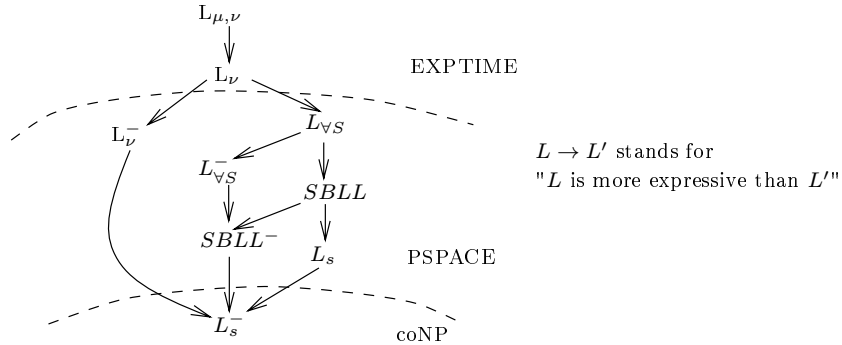 L_{μ,ν}
EXPTIME
L_ν
L_{∀S}
L_ν^-
L → L′ stands for
"L is more expressive than L′"
L_{∀S}^-
SBLL
SBLL^-
L_s
PSPACE
L_s^-
coNP